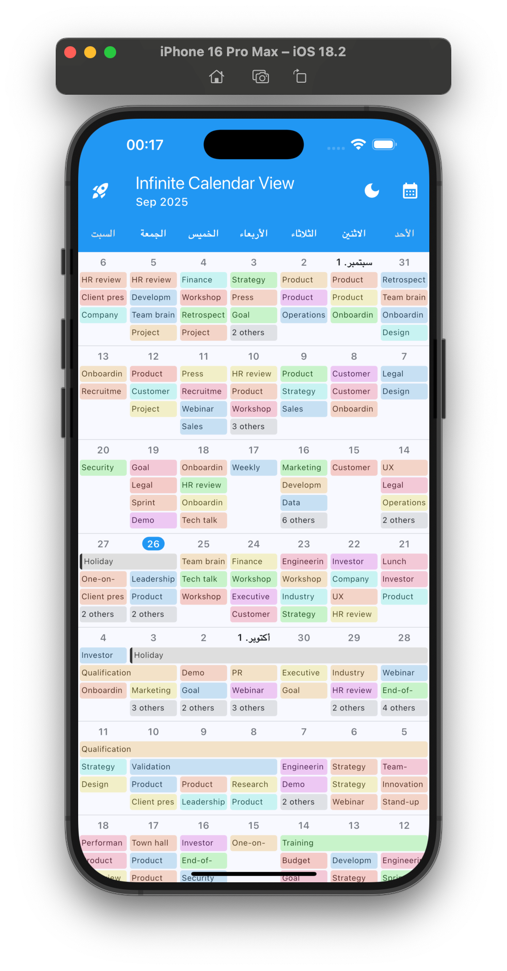 iPhone 16 Pro Max – iOS 18.2
00:17
Infinite Calendar View
Sep 2025
الأحد الاثنين الثلاثاء الأربعاء الخميس الجمعة السبت
31 سبتمبر. 1 2 3 4 5 6
Retrospect Product Product Strategy Finance HR review HR review
Team brain Product Product Press Workshop Developm Client pres
Onboardin Onboardin Operations Goal Retrospect Team brain Company
Design 2 others Project Project
7 8 9 10 11 12 13
Legal Customer Product HR review Press Product Onboardin
Design Customer Strategy Product Recruitme Customer Recruitme
Onboardin Sales Workshop Webinar Project
3 others Sales
14 15 16 17 18 19 20
UX Customer Marketing Weekly Onboardin Goal Security
Legal Developm HR review Legal
Operations Data Onboardin Sprint
2 others 6 others Tech talk Demo
21 22 23 24 25 26 27
Lunch Investor Engineerin Finance Team brain Holiday
Investor Company Workshop Workshop Tech talk Leadership One-on-
Product UX Industry Executive Workshop Product Client pres
HR review Strategy Customer 2 others 2 others
28 29 30 أكتوبر. 1 2 3 4
Holiday Investor
Webinar Industry Executive PR Demo Qualification
End-of- HR review Goal Webinar Goal Marketing Onboardin
4 others 2 others 3 others 2 others 3 others
5 6 7 8 9 10 11
Qualification
Team- Strategy Engineerin Validation Strategy
Innovation Strategy Demo Research Product Product Design
Stand-up Webinar 2 others Product Leadership Client pres
12 13 14 15 16 17 18
Training One-on- Investor Town hall Performan
Engineerin Developm Budget End-of- Product Product
Strategy Goal Security Product